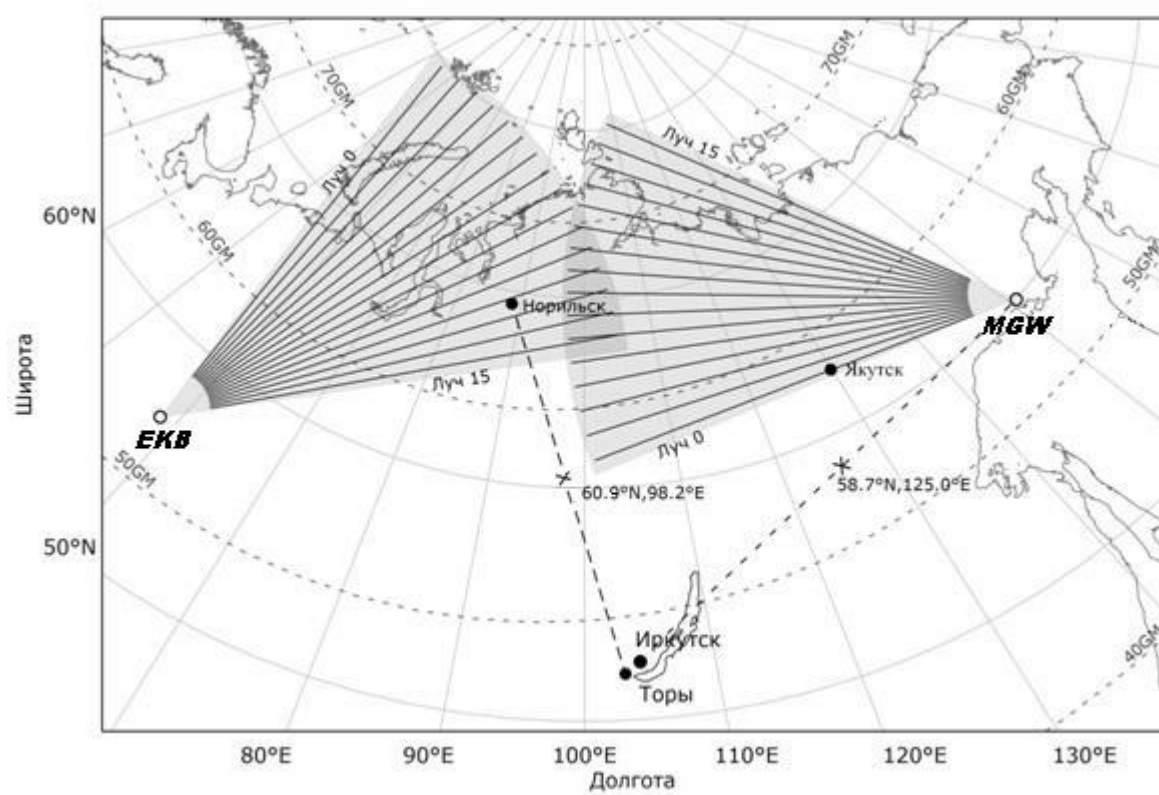 70GM
70GM
60GM
Луч 15
Луч 0
60°N
60GM
50GM
Норильск
MGW
Широта
Якутск
Луч 15
EKB
Луч 0
50GM
60.9°N,98.2°E
58.7°N,125.0°E
50°N
Иркутск
40GM
Торы
80°E
90°E
100°E
110°E
120°E
130°E
Долгота